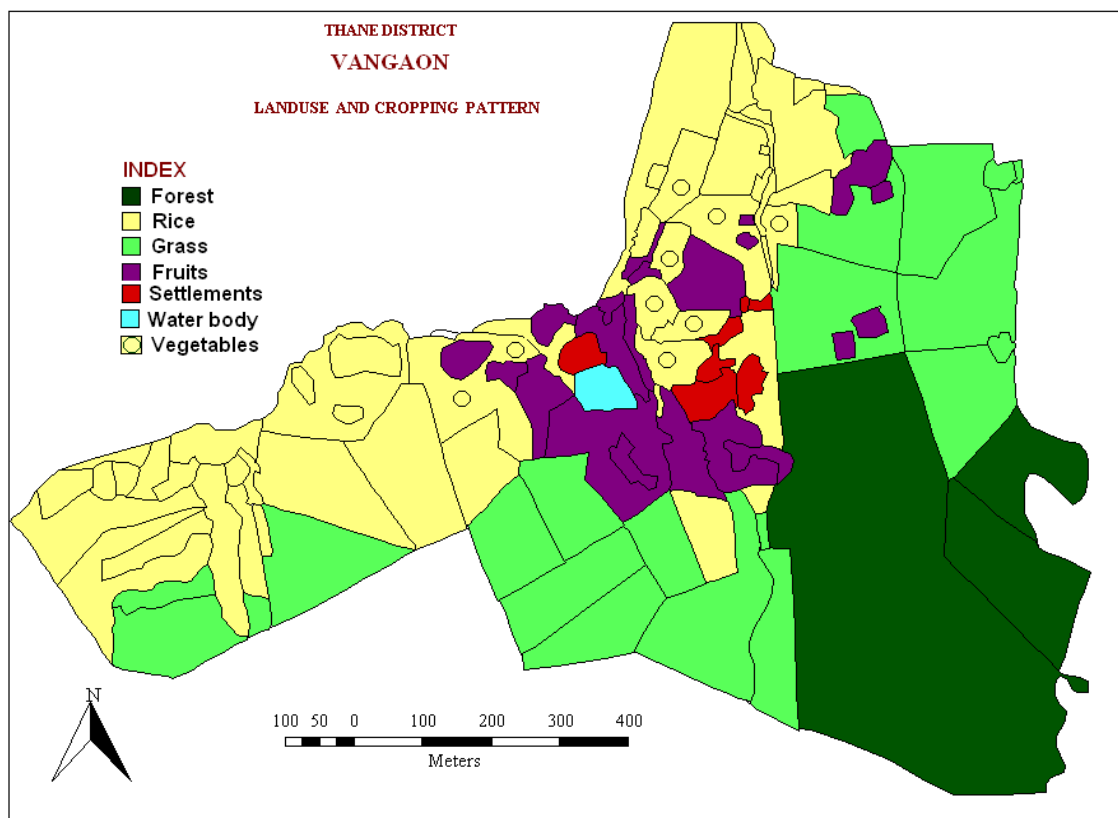 THANE DISTRICT
VANGAON
LANDUSE AND CROPPING PATTERN
INDEX
Forest
Rice
Grass
Fruits
Settlements
Water body
Vegetables
N
100 50 0 100 200 300 400
Meters